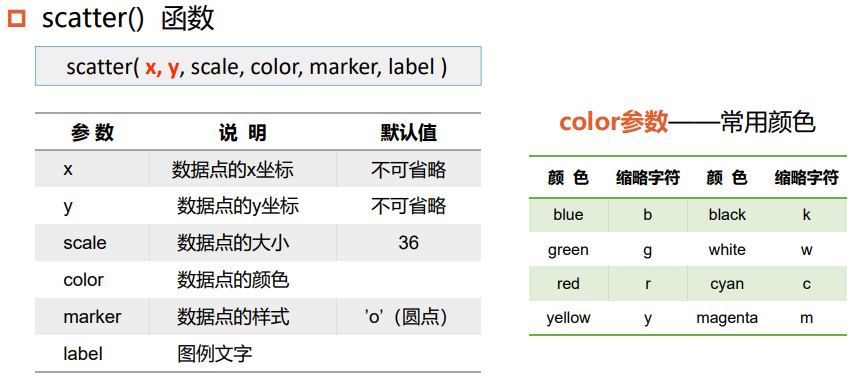 scatter() 函数
scatter( x, y, scale, color, marker, label )
参 数 说 明 默认值
x 数据点的x坐标 不可省略
y 数据点的y坐标 不可省略
scale 数据点的大小 36
color 数据点的颜色
marker 数据点的样式 'o'（圆点）
label 图例文字
color参数——常用颜色
颜 色 缩略字符 颜 色 缩略字符
blue b black k
green g white w
red r cyan c
yellow y magenta m